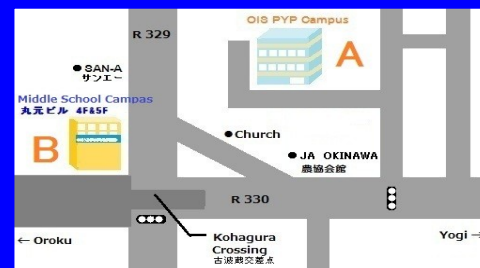 OIS PYP Campus
R 329
A
SAN-A
サンエー
Middle School Campas
丸元ビル 4F&5F
B
Church
JA OKINAWA
農協会館
R 330
← Oroku
Kohagura
Crossing
古波蔵交差点
Yogi →